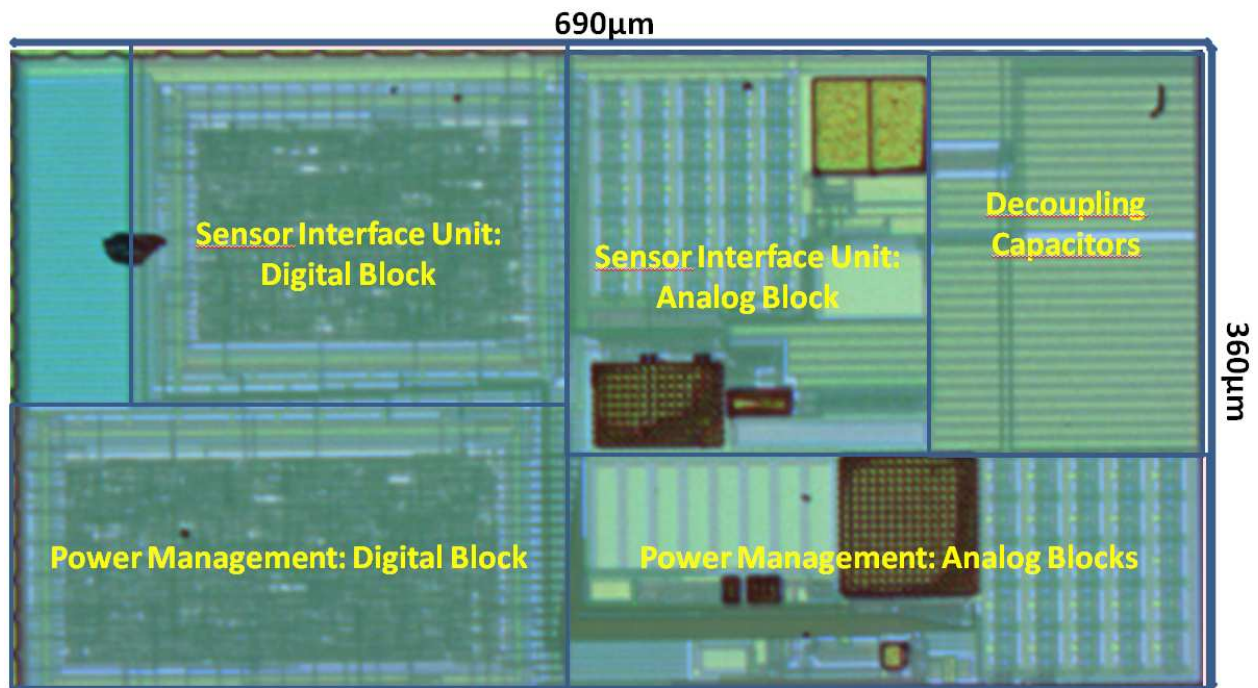 690µm
Sensor Interface Unit:
Digital Block
Sensor Interface Unit:
Analog Block
Decoupling
Capacitors
360µm
Power Management: Digital Block
Power Management: Analog Blocks